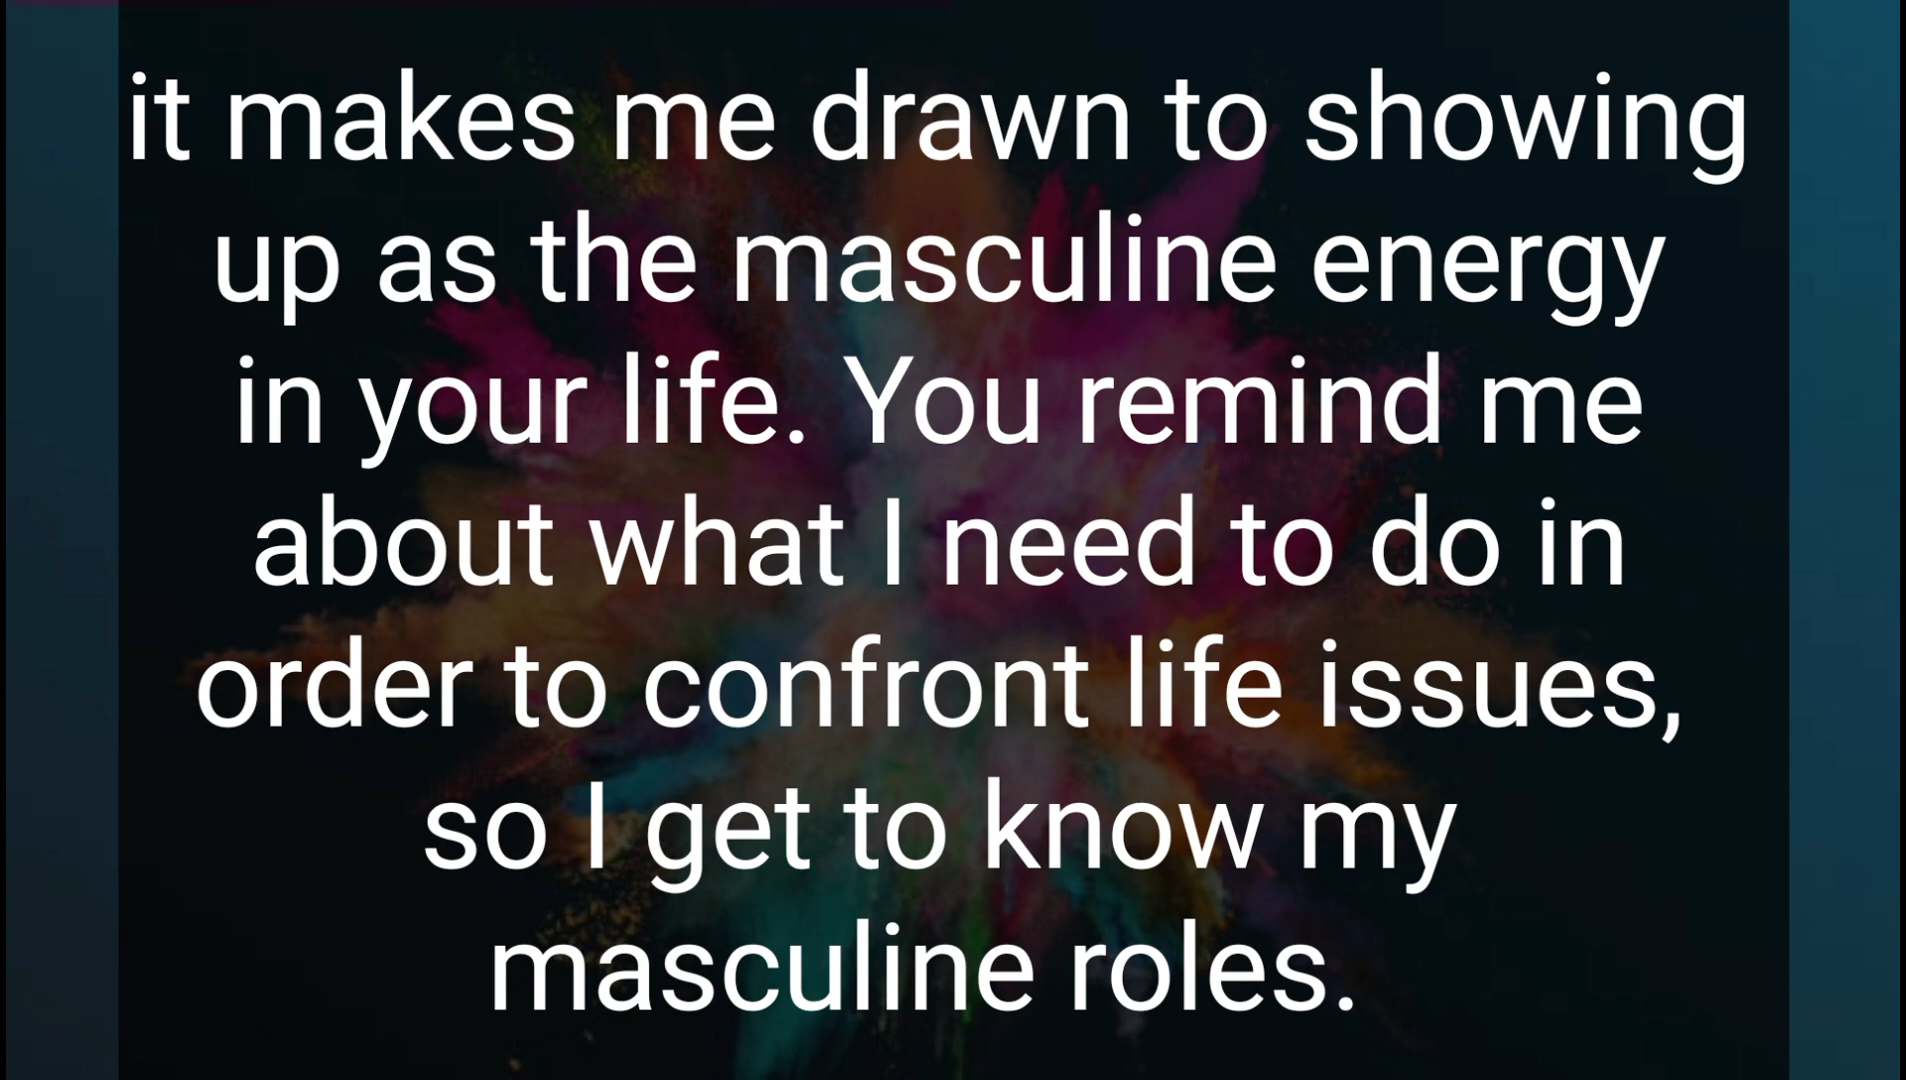 it makes me drawn to showing
up as the masculine energy
in your life. You remind me
about what I need to do in
order to confront life issues,
so I get to know my
masculine roles.